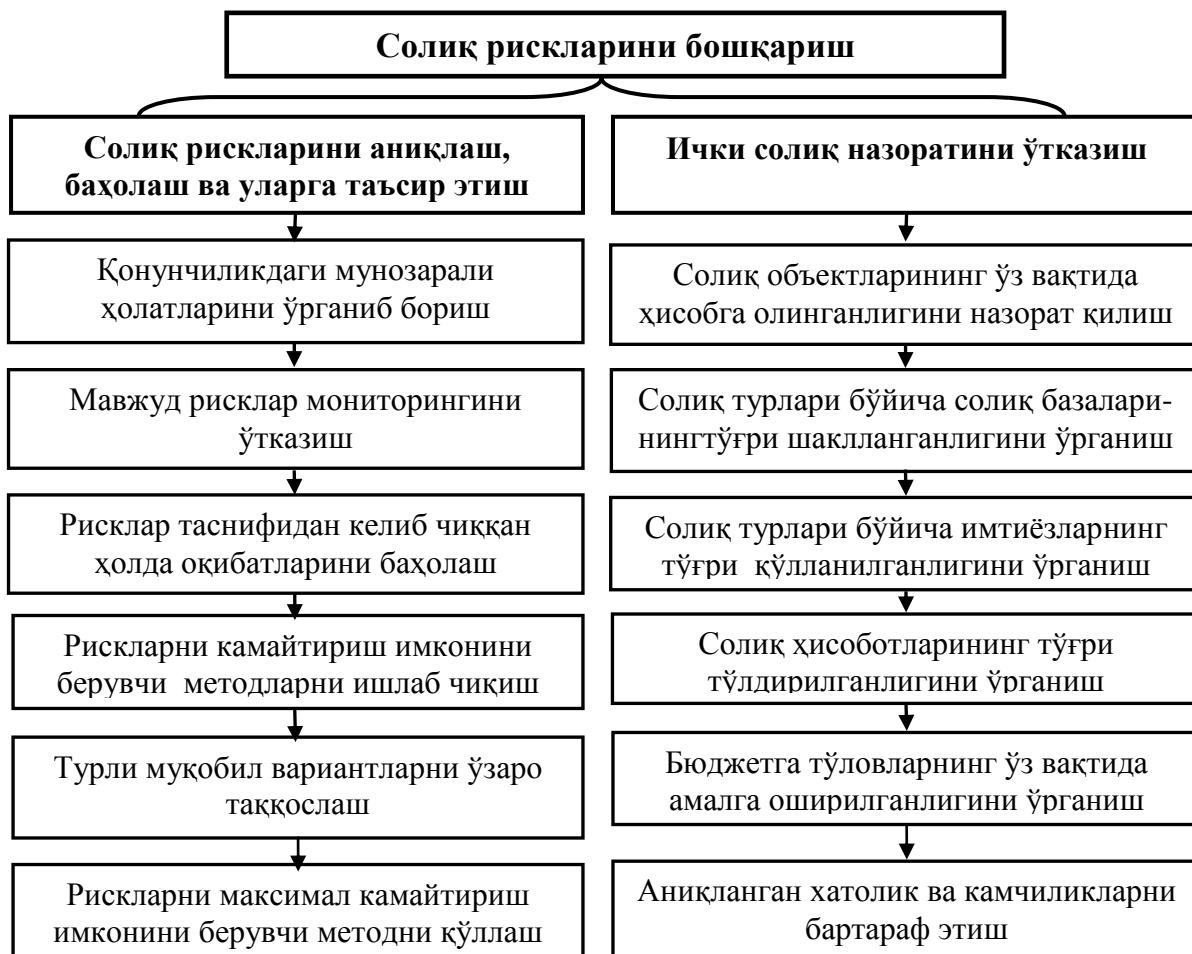 Солиқ рискларини бошқариш
Солиқ рискларини аниқлаш,
баҳолаш ва уларга таъсир этиш
Қонунчиликдаги мунозарали
ҳолатларини ўрганиб бориш
Мавжуд рисклар мониторингини
ўтказиш
Рисклар таснифидан келиб чиққан
ҳолда оқибатларини баҳолаш
Рискларни камайтириш имконини
берувчи методларни ишлаб чиқиш
Турли муқобил вариантларни ўзаро
таққослаш
Рискларни максимал камайтириш
имконини берувчи методни қўллаш
Ички солиқ назоратини ўтказиш
Солиқ объектларининг ўз вақтида
ҳисобга олинганлигини назорат қилиш
Солиқ турлари бўйича солиқ базалари-
нингтўғри шаклланганлигини ўрганиш
Солиқ турлари бўйича имтиёзларнинг
тўғри қўлланилганлигини ўрганиш
Солиқ ҳисоботларининг тўғри
тўлдирилганлигини ўрганиш
Бюджетга тўловларнинг ўз вақтида
амалга оширилганлигини ўрганиш
Аниқланган хатолик ва камчиликларни
бартараф этиш